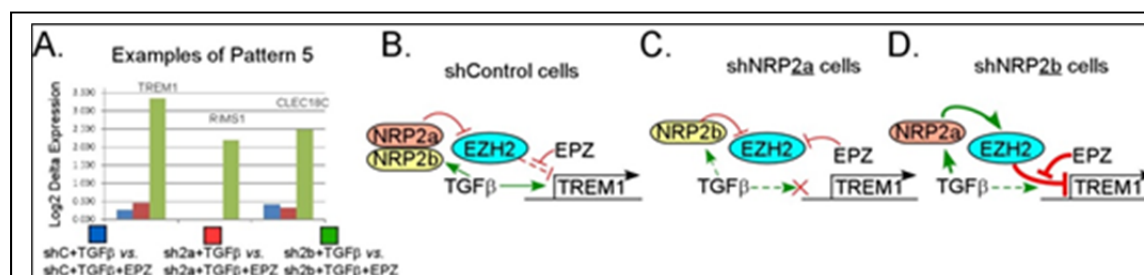 A.
Examples of Pattern 5
Log2 Delta Expression
TREM1
RIMS1
CLEC18C
shC+TGFβ vs.
shC+TGFβ+EPZ
sh2a+TGFβ vs.
sh2a+TGFβ+EPZ
sh2b+TGFβ vs.
sh2b+TGFβ+EPZ
B.
shControl cells
NRP2a
NRP2b
EZH2
EPZ
TGFβ
TREM1
C.
shNRP2a cells
NRP2b
EZH2
EPZ
TGFβ
TREM1
D.
shNRP2b cells
NRP2a
EZH2
EPZ
TGFβ
TREM1